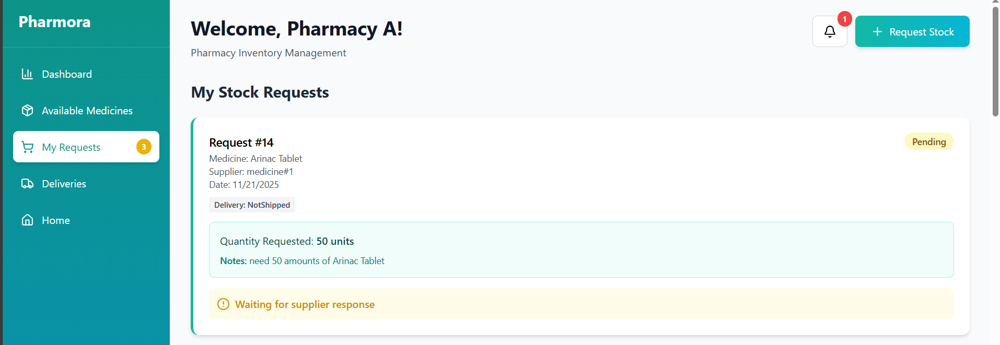 Pharmora
Dashboard
Available Medicines
My Requests 3
Deliveries
Home
Welcome, Pharmacy A!
Pharmacy Inventory Management
1
Request Stock
My Stock Requests
Request #14
Pending
Medicine: Arinac Tablet
Supplier: medicine#1
Date: 11/21/2025
Delivery: NotShipped
Quantity Requested: 50 units
Notes: need 50 amounts of Arinac Tablet
Waiting for supplier response